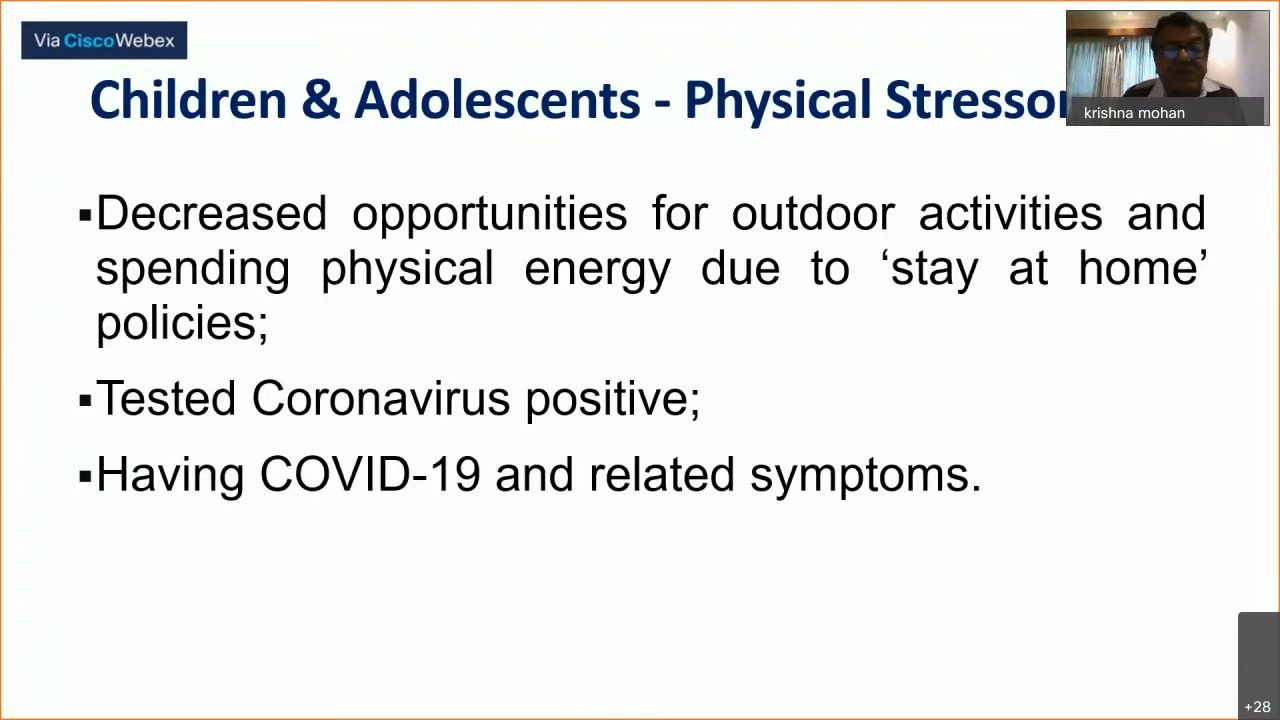 Via CiscoWebex
Children & Adolescents - Physical Stressor
krishna mohan
▪Decreased opportunities for outdoor activities and
spending physical energy due to ‘stay at home’
policies;
▪Tested Coronavirus positive;
▪Having COVID-19 and related symptoms.
+28